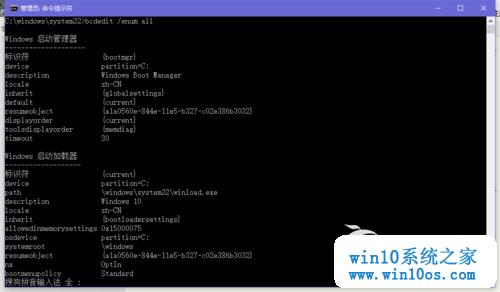 管理员: 命令提示符
C:\windows\system32>bcdedit /enum all
Windows 启动管理器
--------------------
标识符 {bootmgr}
device partition=C:
description Windows Boot Manager
locale zh-CN
inherit {globalsettings}
default {current}
resumeobject {a1a0560e-844e-11e5-b327-c02e386b3032}
displayorder {current}
toolsdisplayorder {memdiag}
timeout 30
Windows 启动加载器
-------------------
标识符 {current}
device partition=C:
path \windows\system32\winload.exe
description Windows 10
locale zh-CN
inherit {bootloadersettings}
allowedinmemorysettings 0x15000075
osdevice partition=C:
systemroot \windows
resumeobject {a1a0560e-844e-11e5-b327-c02e386b3032}
nx OptIn
bootmenupolicy Standard
搜狗拼音输入法 全 :
win10系统之家
www.win10os.com